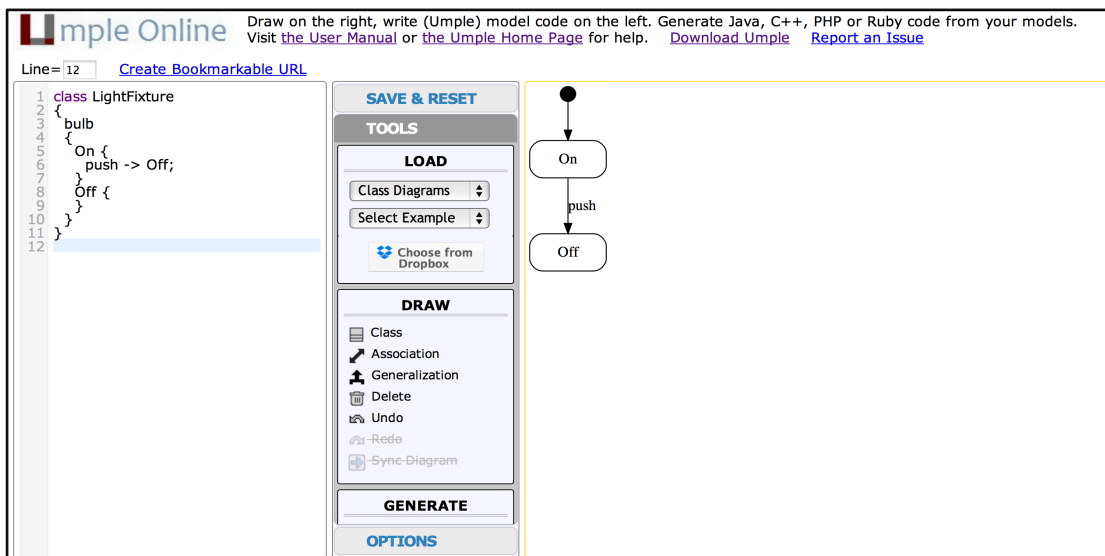 Umple Online
Draw on the right, write (Umple) model code on the left. Generate Java, C++, PHP or Ruby code from your models.
Visit the User Manual or the Umple Home Page for help. Download Umple Report an Issue
Line= 12 Create Bookmarkable URL
1 class LightFixture
2 {
3 bulb
4 {
5 On {
6 push -> Off;
7 }
8 Off {
9 }
10 }
11 }
12
SAVE & RESET
TOOLS
LOAD
Class Diagrams
Select Example
Choose from
Dropbox
DRAW
Class
Association
Generalization
Delete
Undo
Redo
Sync Diagram
GENERATE
OPTIONS
On
push
Off